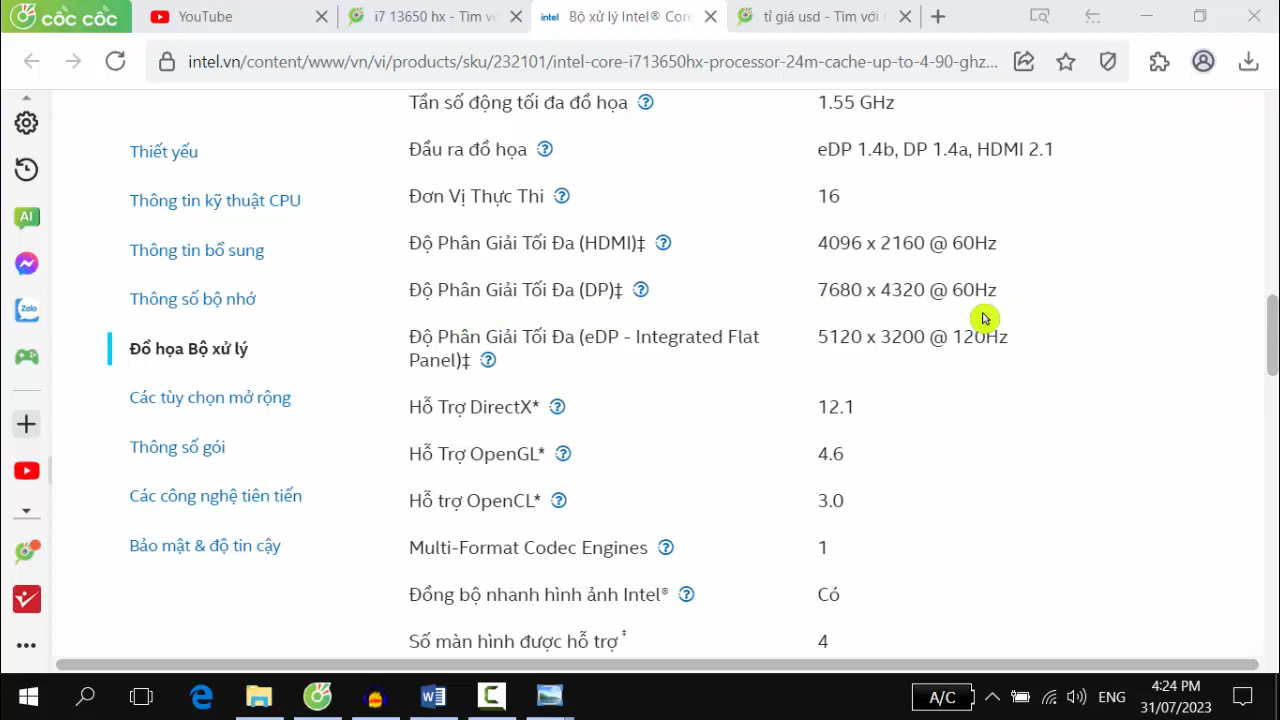 cốc cốc
YouTube
i7 13650 hx - Tìm v
intel
Bộ xử lý Intel® Core
tỉ giá usd - Tìm với
intel.vn/content/www/vn/vi/products/sku/232101/intel-core-i713650hx-processor-24m-cache-up-to-4-90-ghz...
Tần số động tối đa đồ họa 1.55 GHz
Thiết yếu
Đầu ra đồ họa eDP 1.4b, DP 1.4a, HDMI 2.1
Thông tin kỹ thuật CPU
Đơn Vị Thực Thi 16
Thông tin bổ sung
Độ Phân Giải Tối Đa (HDMI)‡ 4096 x 2160 @ 60Hz
Thông số bộ nhớ
Độ Phân Giải Tối Đa (DP)‡ 7680 x 4320 @ 60Hz
Đồ họa Bộ xử lý
Độ Phân Giải Tối Đa (eDP - Integrated Flat 5120 x 3200 @ 120Hz
Panel)‡
Các tùy chọn mở rộng
Hỗ Trợ DirectX* 12.1
Thông số gói
Hỗ Trợ OpenGL* 4.6
Các công nghệ tiên tiến
Hỗ trợ OpenCL* 3.0
Bảo mật & độ tin cậy
Multi-Format Codec Engines 1
Đồng bộ nhanh hình ảnh Intel® Có
Số màn hình được hỗ trợ ‡ 4
AI
Zalo
A/C
ENG
4:24 PM
31/07/2023